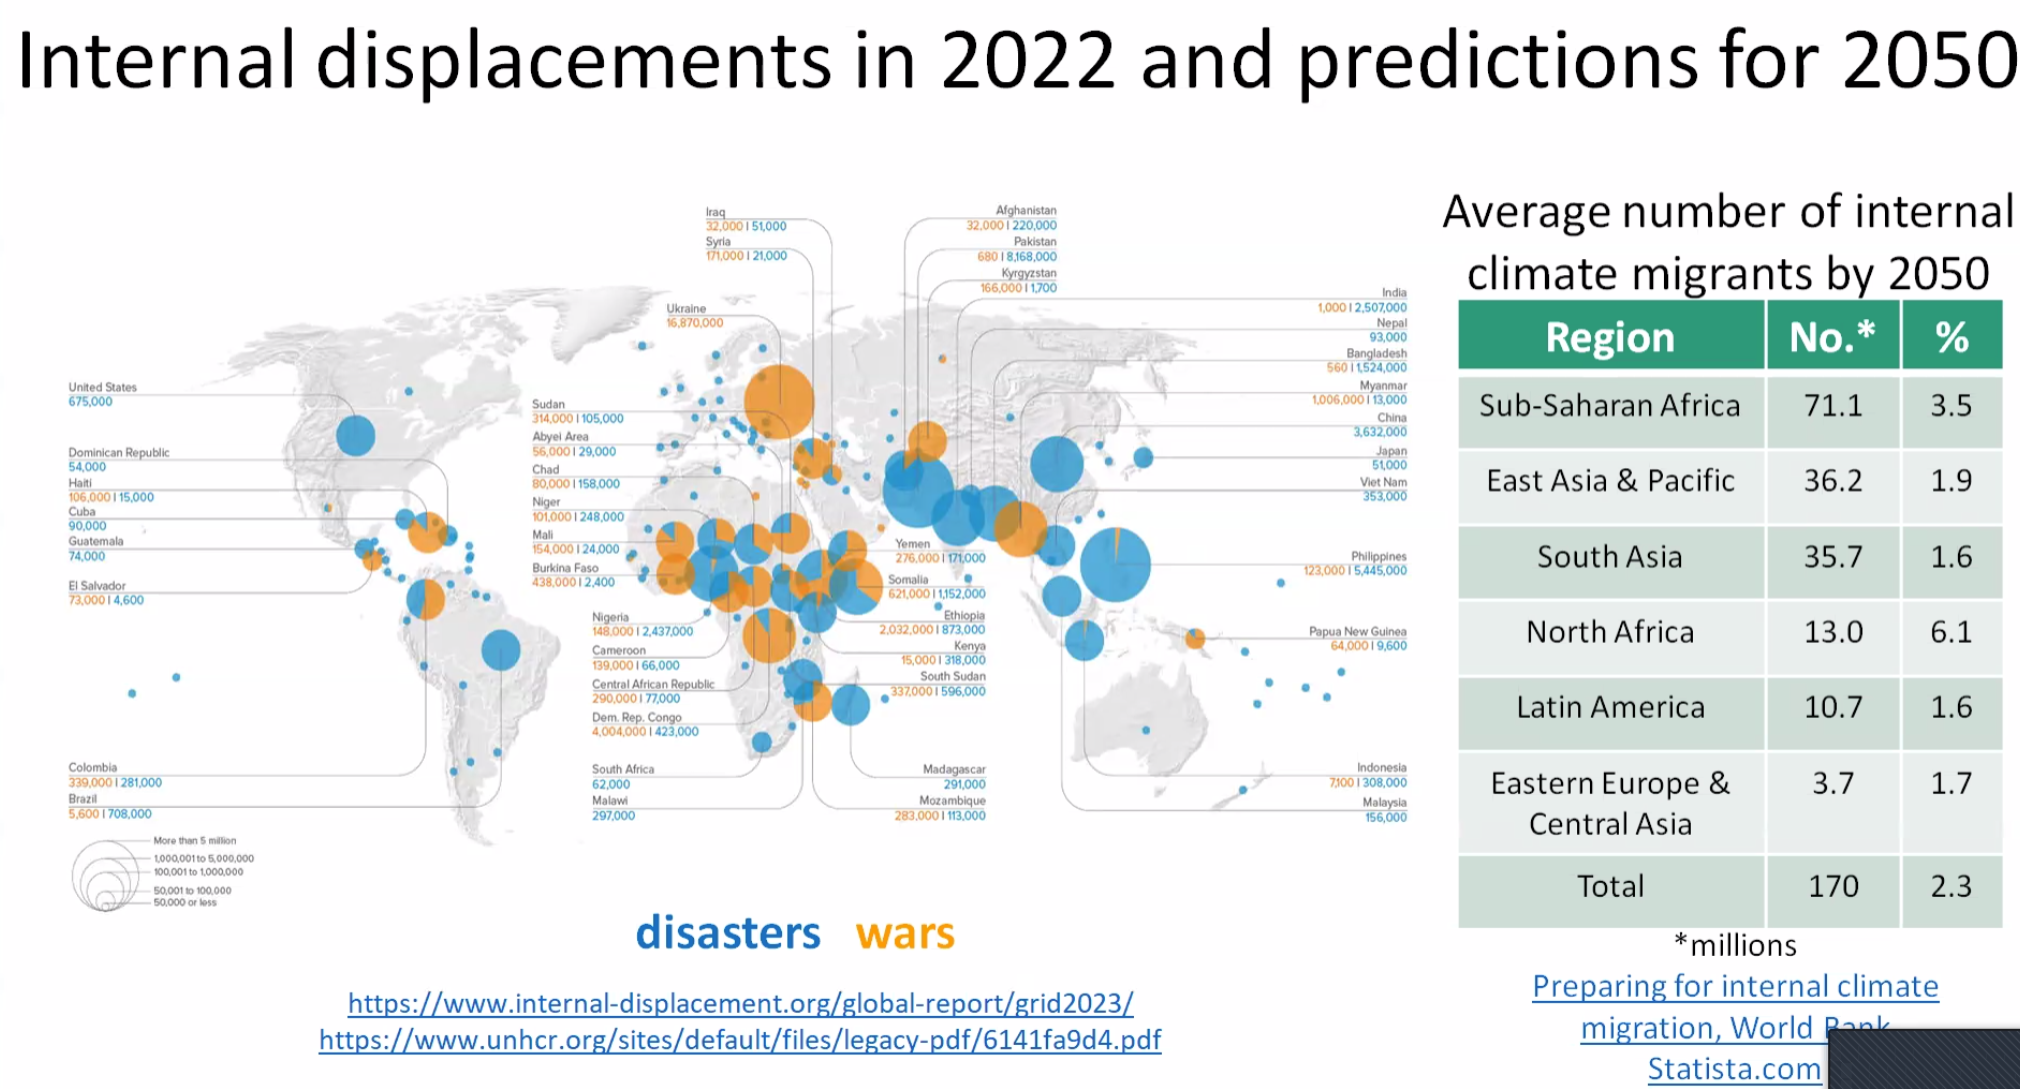 Internal displacements in 2022 and predictions for 2050
Iraq
32,000 | 51,000
Syria
171,000 | 21,000
Ukraine
16,870,000
Afghanistan
32,000 | 220,000
Pakistan
680 | 8,168,000
Kyrgyzstan
166,000 | 1,700
India
1,000 | 2,507,000
Nepal
93,000
Bangladesh
560 | 1,524,000
Myanmar
1,006,000 | 13,000
China
3,632,000
Japan
51,000
Viet Nam
353,000
Philippines
123,000 | 5,445,000
Papua New Guinea
64,000 | 9,600
Indonesia
7,100 | 308,000
Malaysia
156,000
United States
675,000
Dominican Republic
54,000
Haiti
106,000 | 15,000
Cuba
90,000
Guatemala
74,000
El Salvador
73,000 | 4,600
Colombia
339,000 | 281,000
Brazil
5,600 | 708,000
Sudan
314,000 | 105,000
Abyei Area
56,000 | 29,000
Chad
80,000 | 158,000
Niger
101,000 | 248,000
Mali
154,000 | 24,000
Burkina Faso
438,000 | 2,400
Nigeria
148,000 | 2,437,000
Cameroon
139,000 | 66,000
Central African Republic
290,000 | 77,000
Dem. Rep. Congo
4,004,000 | 423,000
South Africa
62,000
Malawi
297,000
Yemen
276,000 | 171,000
Somalia
621,000 | 1,152,000
Ethiopia
2,032,000 | 873,000
Kenya
15,000 | 318,000
South Sudan
337,000 | 596,000
Madagascar
291,000
Mozambique
283,000 | 113,000
More than 5 million
1,000,001 to 5,000,000
100,001 to 1,000,000
50,001 to 100,000
50,000 or less
disasters wars
https://www.internal-displacement.org/global-report/grid2023/
https://www.unhcr.org/sites/default/files/legacy-pdf/6141fa9d4.pdf
Average number of internal
climate migrants by 2050
Region No.* %
Sub-Saharan Africa 71.1 3.5
East Asia & Pacific 36.2 1.9
South Asia 35.7 1.6
North Africa 13.0 6.1
Latin America 10.7 1.6
Eastern Europe & 3.7 1.7
Central Asia
Total 170 2.3
*millions
Preparing for internal climate
migration, World Bank
Statista.com